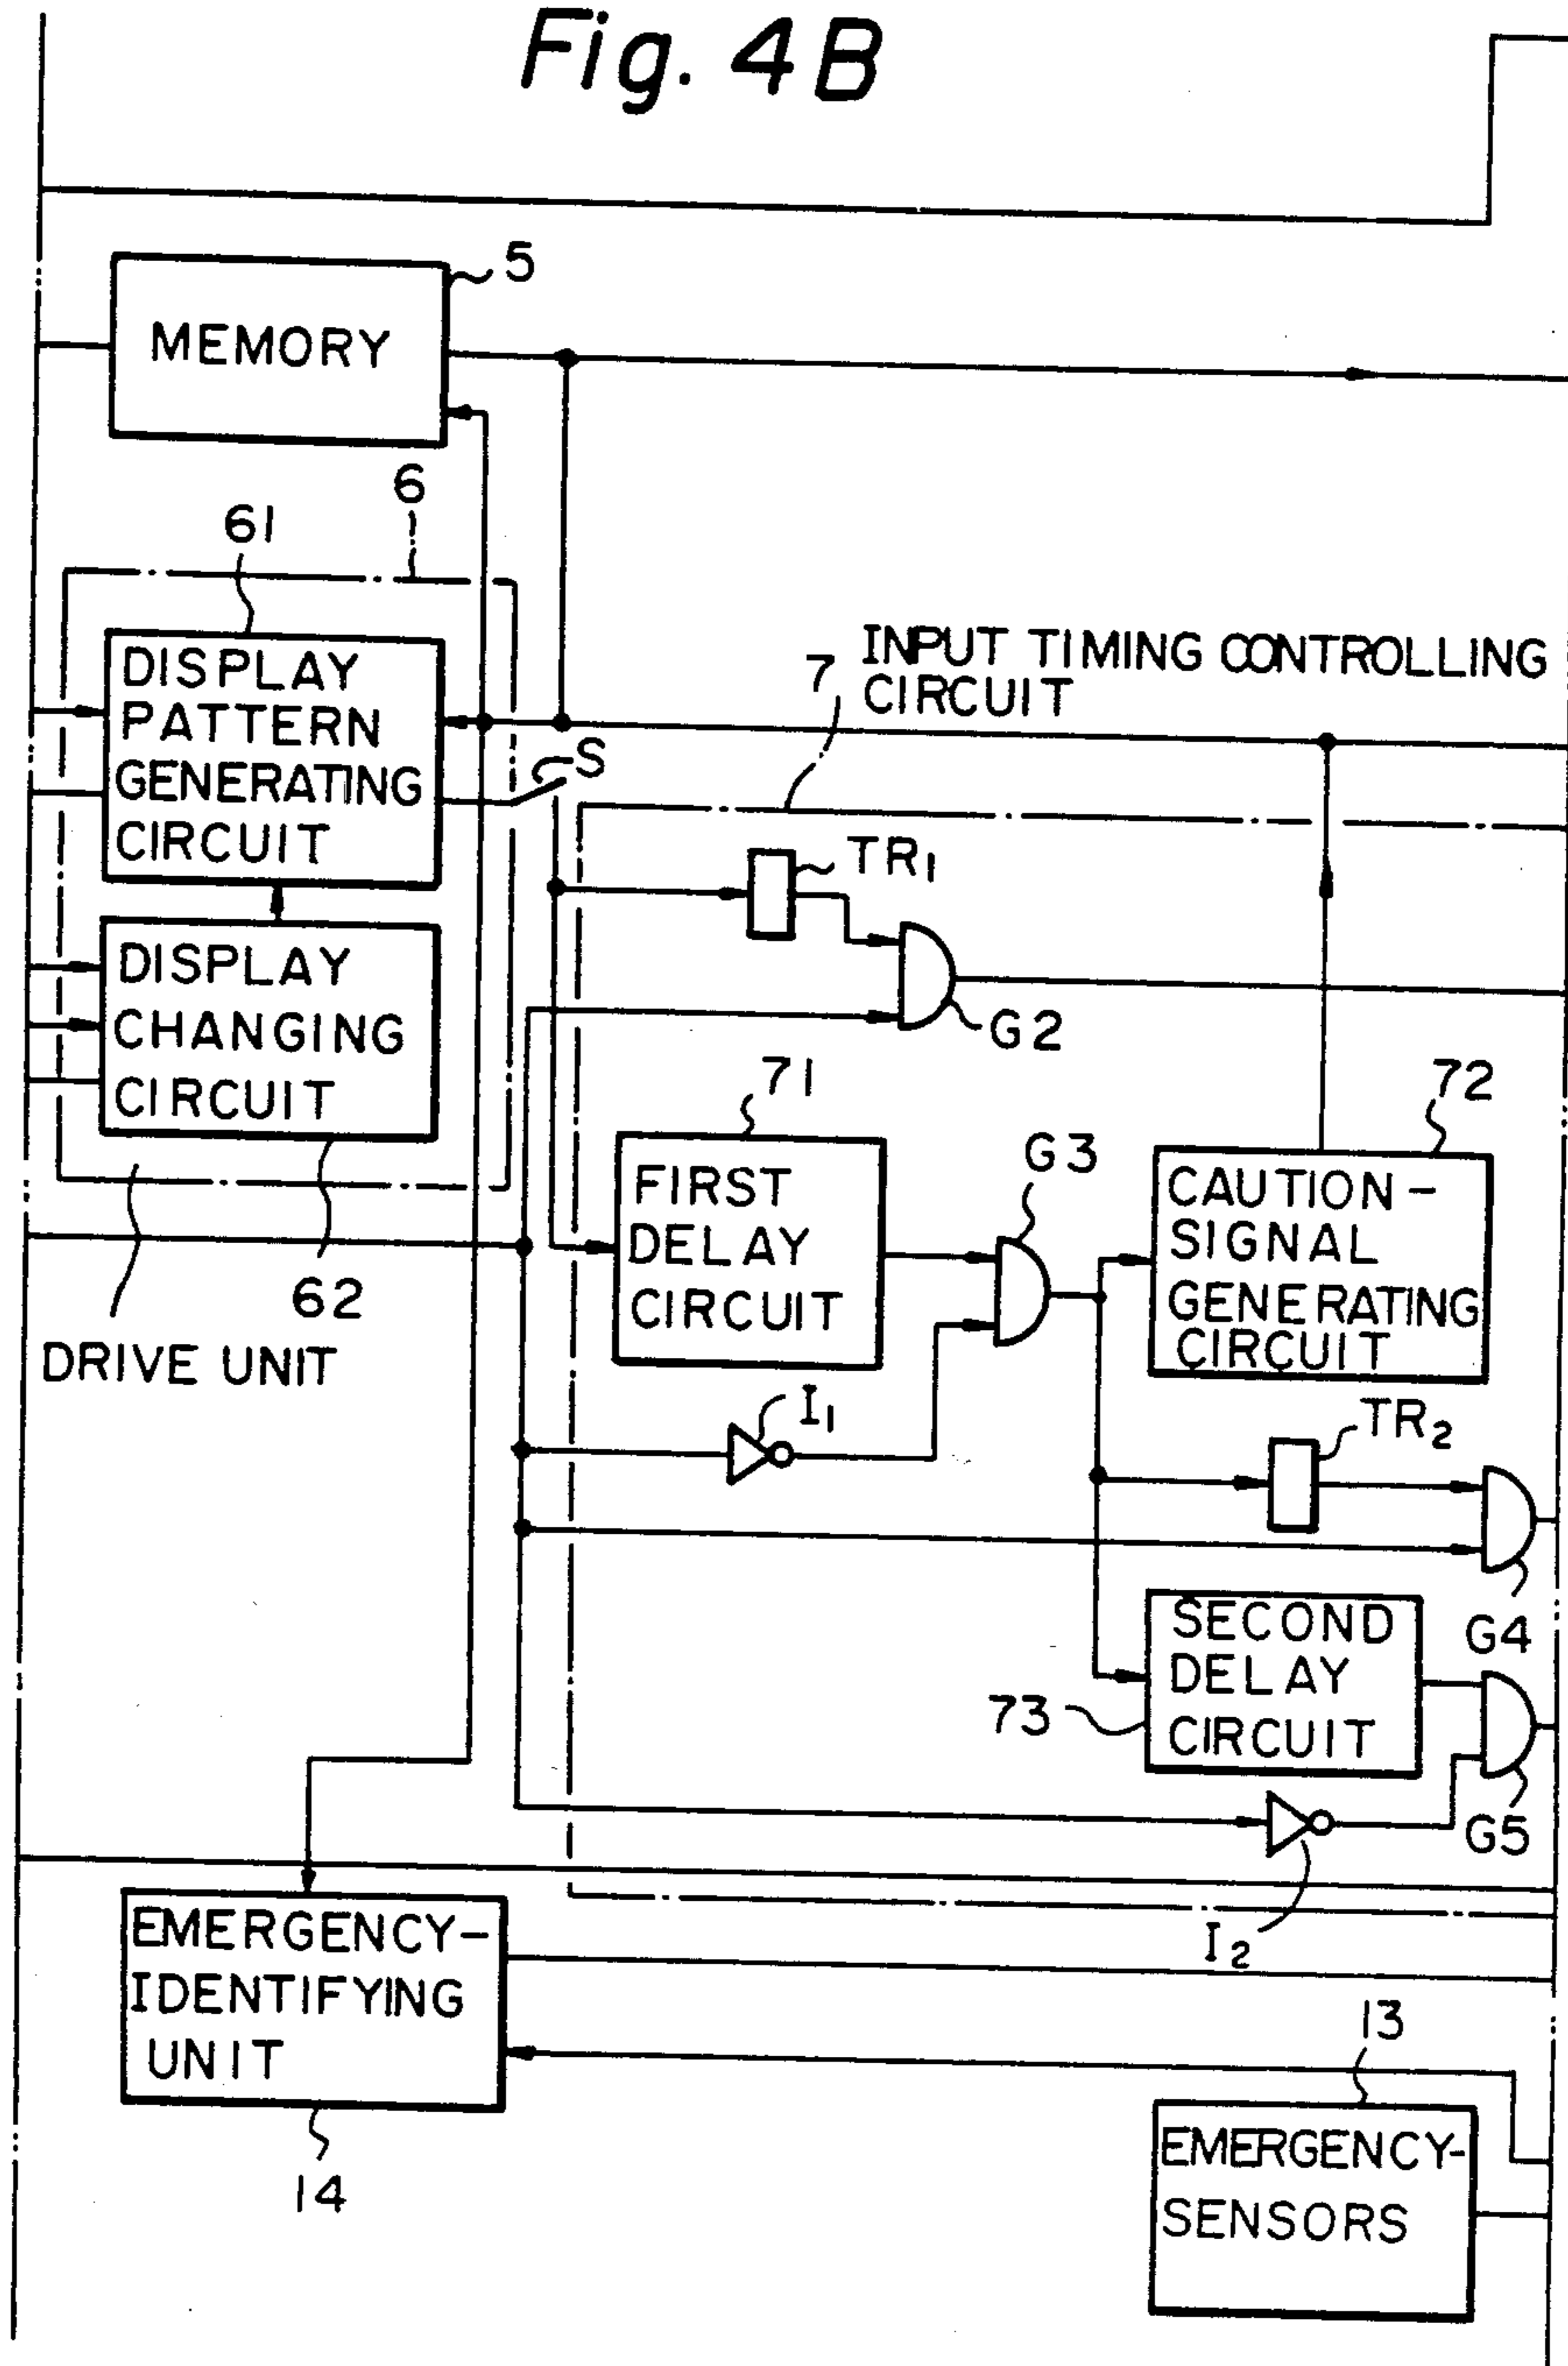 Fig. 4B
5
MEMORY
6
61
DISPLAY
PATTERN
GENERATING
CIRCUIT
S
7
INPUT TIMING CONTROLLING
CIRCUIT
TR1
G2
DISPLAY
CHANGING
CIRCUIT
62
DRIVE UNIT
71
FIRST
DELAY
CIRCUIT
G3
72
CAUTION-
SIGNAL
GENERATING
CIRCUIT
I1
TR2
G4
SECOND
DELAY
CIRCUIT
73
G5
I2
EMERGENCY-
IDENTIFYING
UNIT
14
13
EMERGENCY-
SENSORS